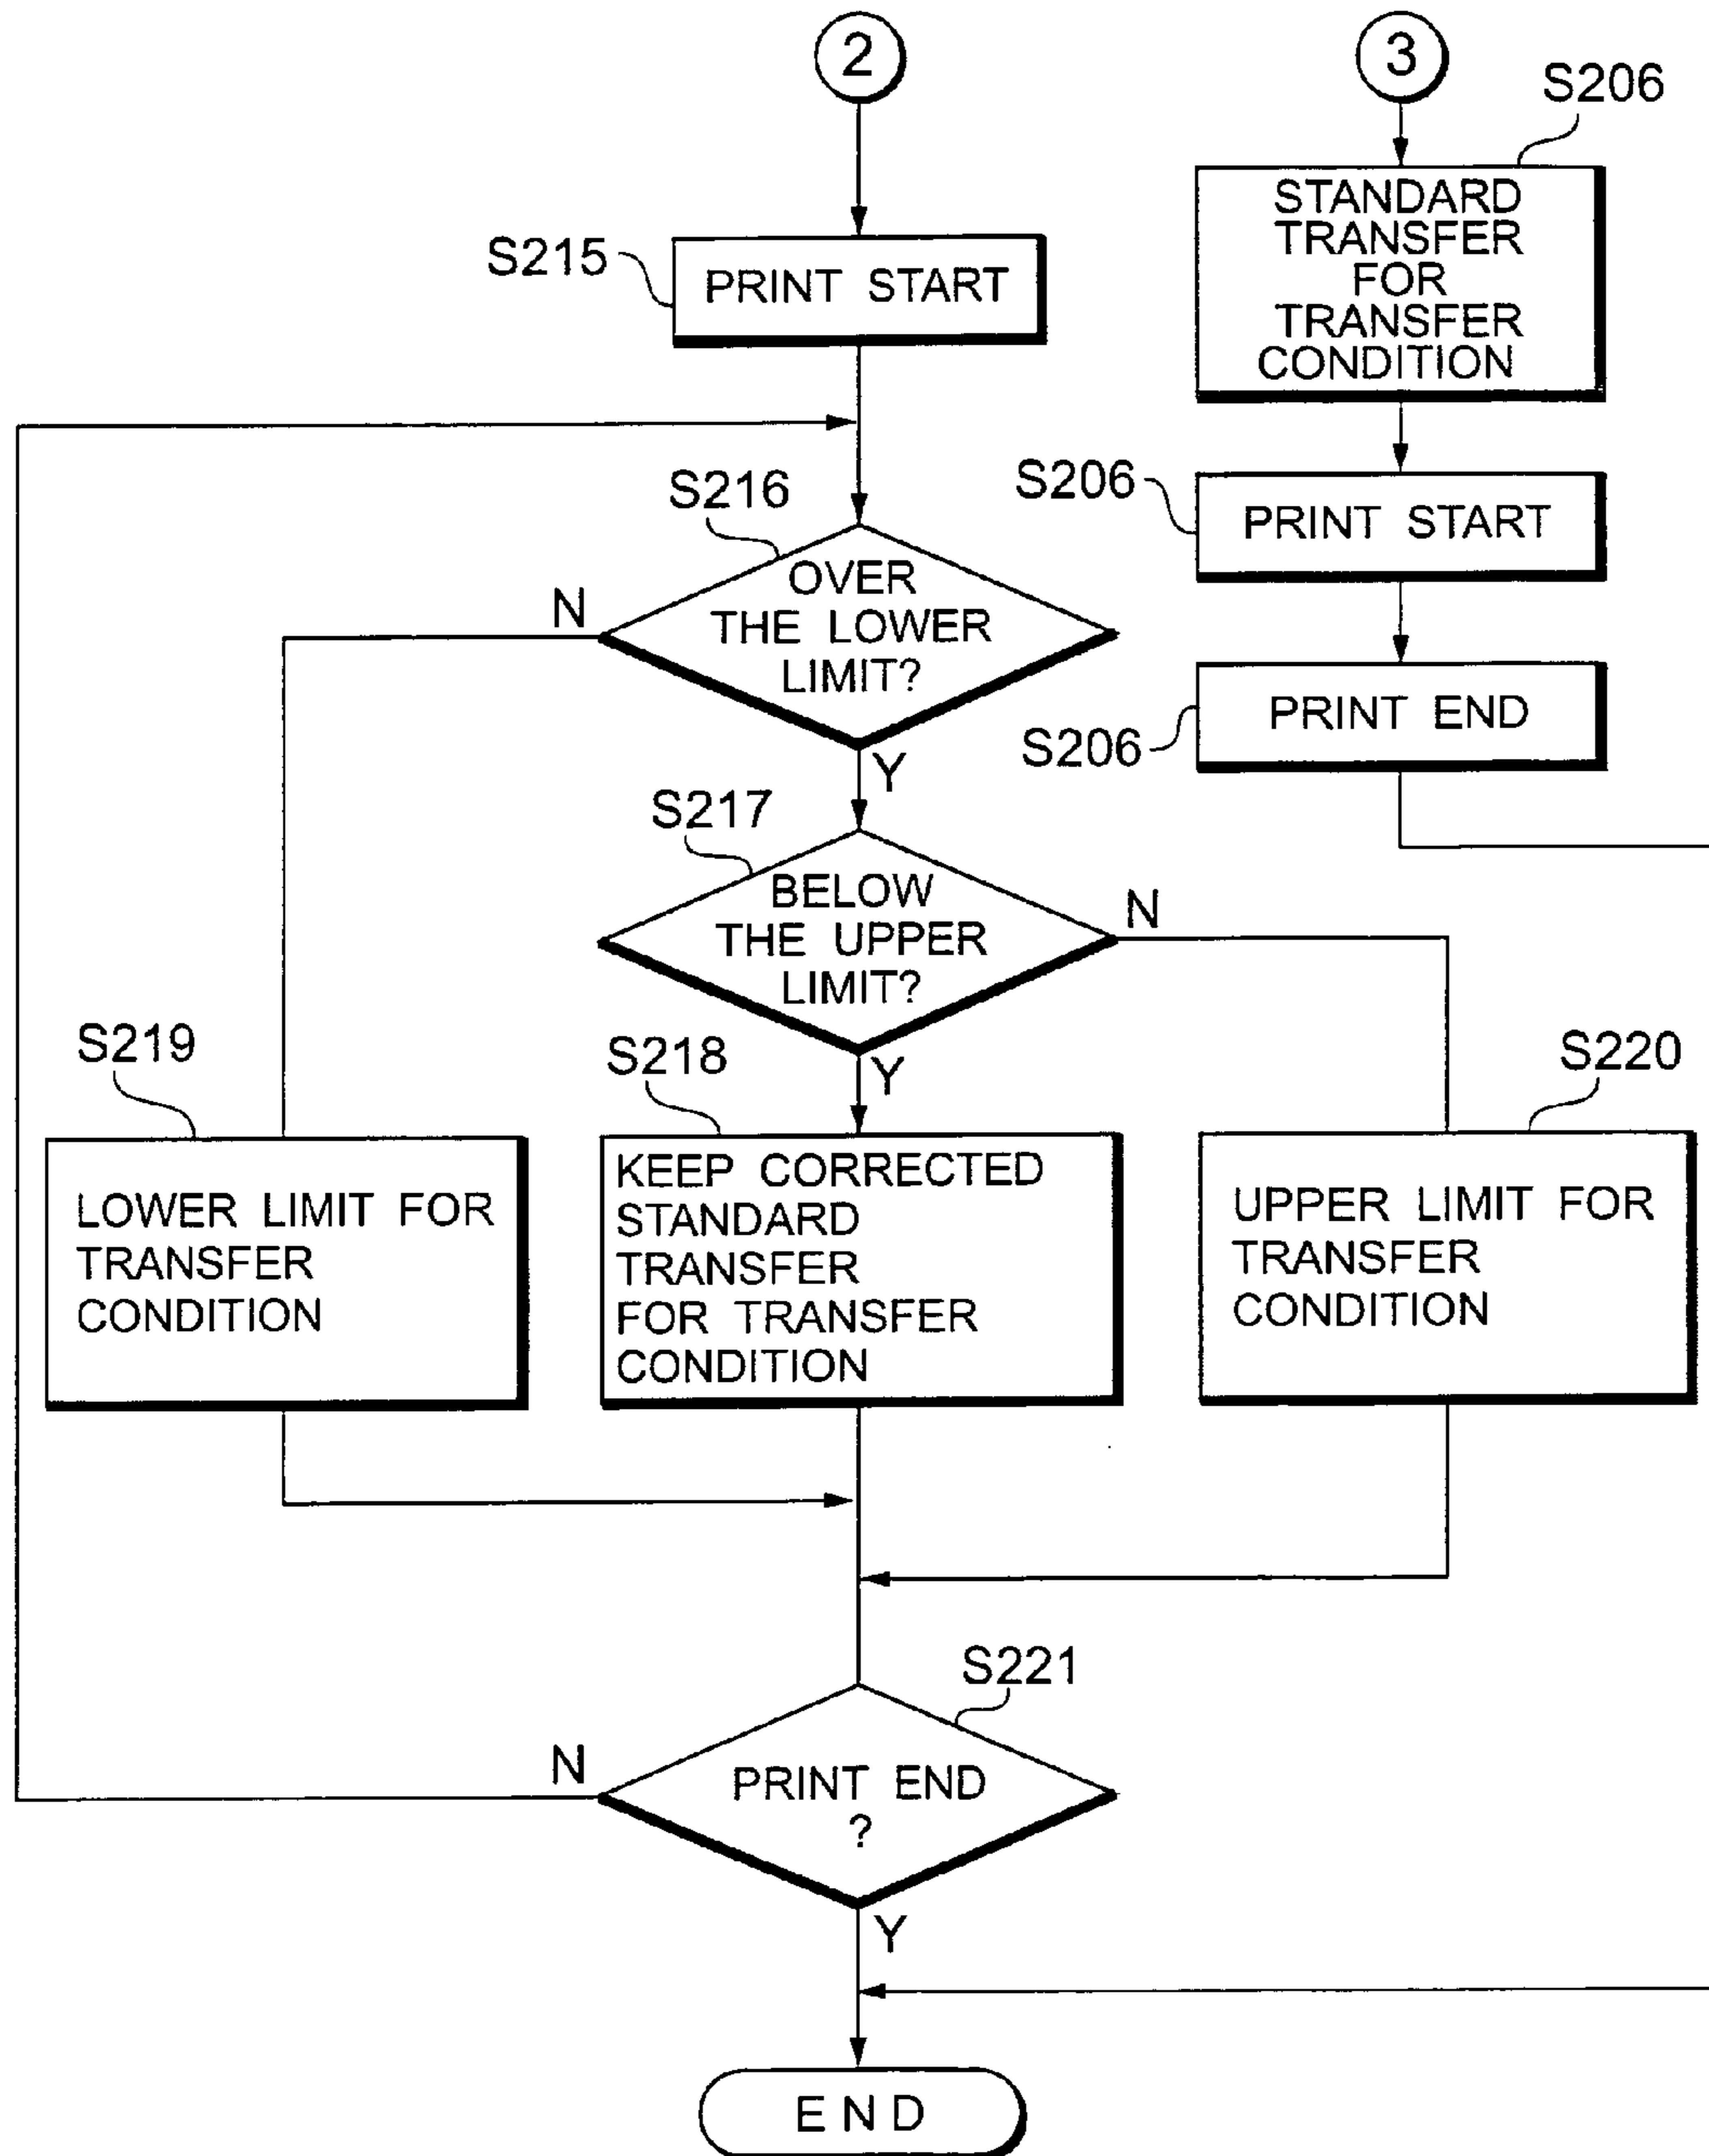 2
3
S206
STANDARD
TRANSFER
FOR
TRANSFER
CONDITION
S215
PRINT START
S206
PRINT START
S216
OVER
THE LOWER
LIMIT?
N
Y
S206
PRINT END
S217
BELOW
THE UPPER
LIMIT?
N
Y
S219
LOWER LIMIT FOR
TRANSFER
CONDITION
S218
KEEP CORRECTED
STANDARD
TRANSFER
FOR TRANSFER
CONDITION
S220
UPPER LIMIT FOR
TRANSFER
CONDITION
S221
PRINT END
?
N
Y
END